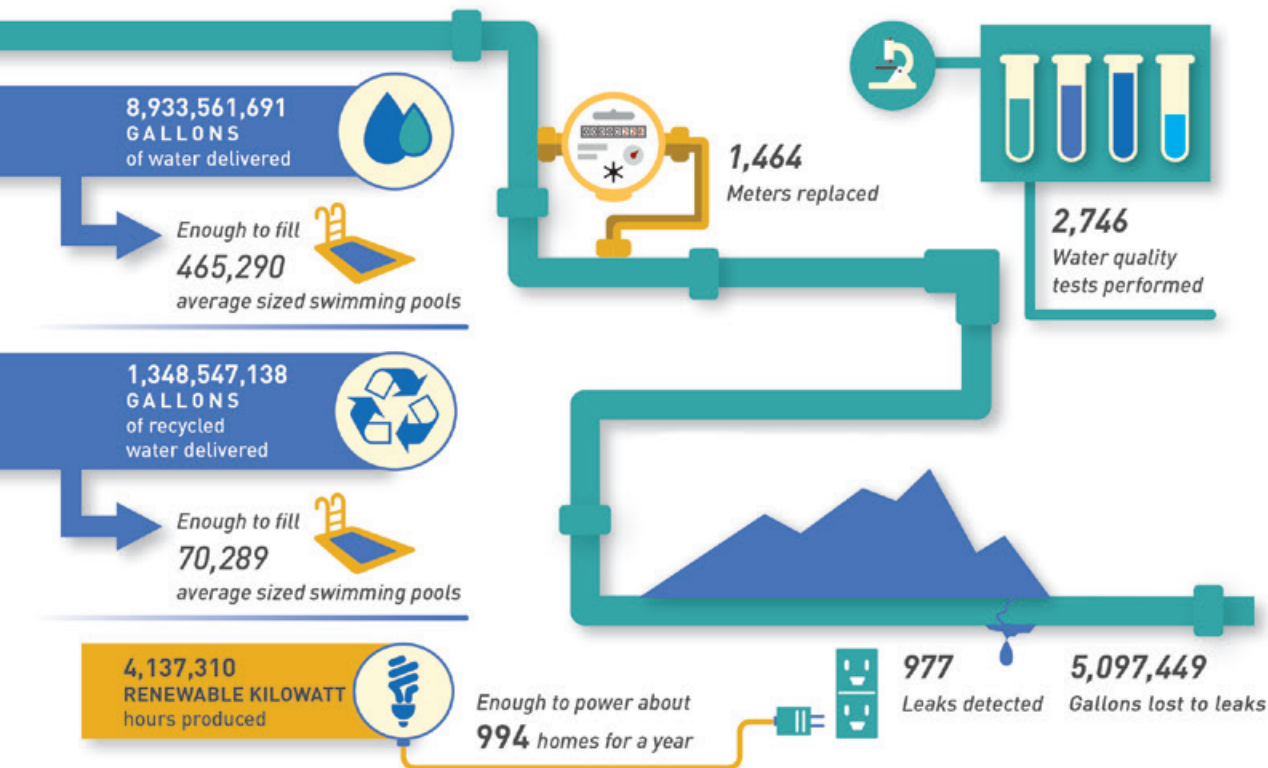 8,933,561,691
GALLONS
of water delivered
Enough to fill
465,290
average sized swimming pools
1,464
Meters replaced
2,746
Water quality
tests performed
1,348,547,138
GALLONS
of recycled
water delivered
Enough to fill
70,289
average sized swimming pools
4,137,310
RENEWABLE KILOWATT
hours produced
Enough to power about
994 homes for a year
977
Leaks detected
5,097,449
Gallons lost to leaks